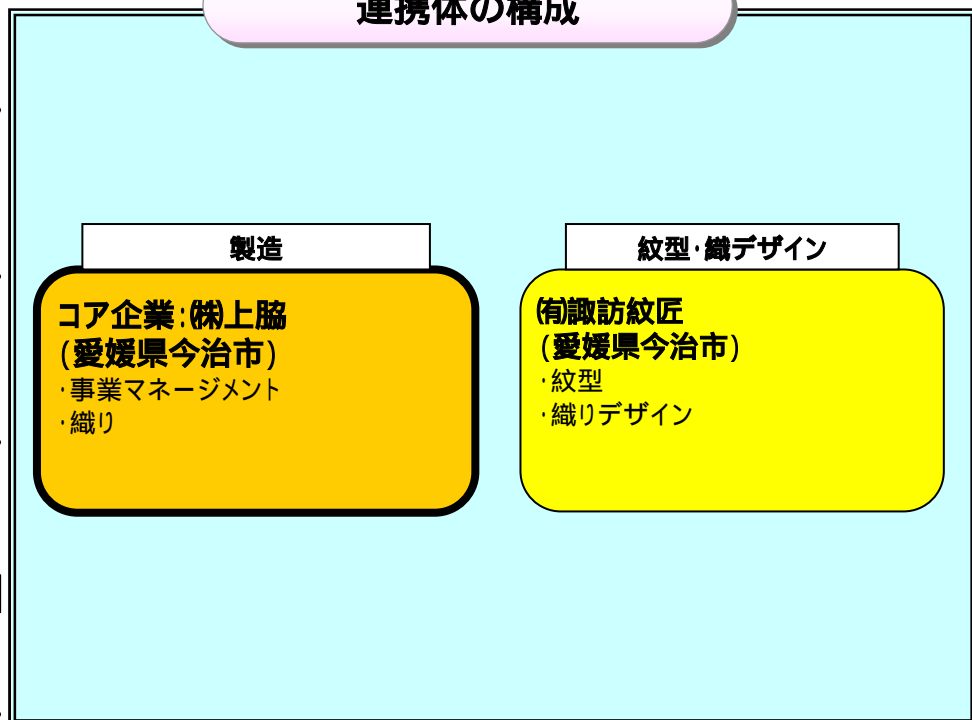 連携体の構成
製造
コア企業:㈱上脇
(愛媛県今治市)
・事業マネージメント
・織り
紋型・織デザイン
㈲諏訪紋匠
(愛媛県今治市)
・紋型
・織りデザイン